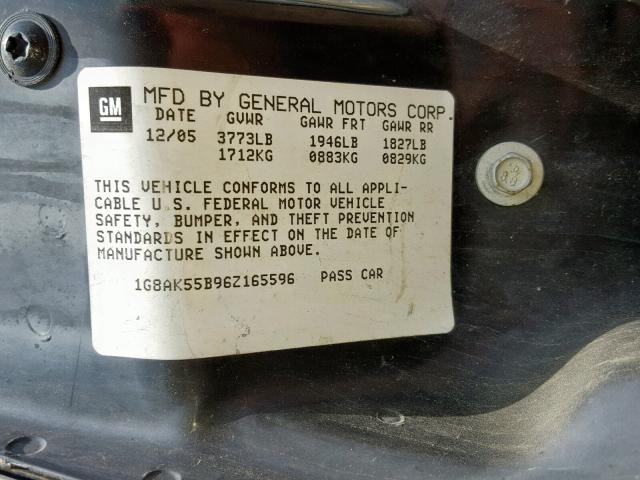 GM MFD BY GENERAL MOTORS CORP.
DATE GVWR GAWR FRT GAWR RR
12/05 3773LB 1946LB 1827LB
1712KG 0883KG 0829KG
THIS VEHICLE CONFORMS TO ALL APPLI-
CABLE U.S. FEDERAL MOTOR VEHICLE
SAFETY, BUMPER, AND THEFT PREVENTION
STANDARDS IN EFFECT ON THE DATE OF
MANUFACTURE SHOWN ABOVE.
1G8AK55B96Z165596 PASS CAR